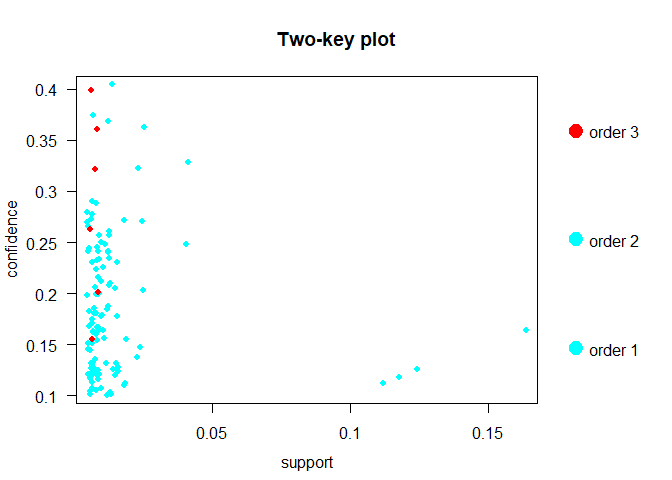 Two-key plot
0.4
0.35
0.3
0.25
0.2
0.15
0.1
confidence
0.05
0.1
0.15
support
order 3
order 2
order 1